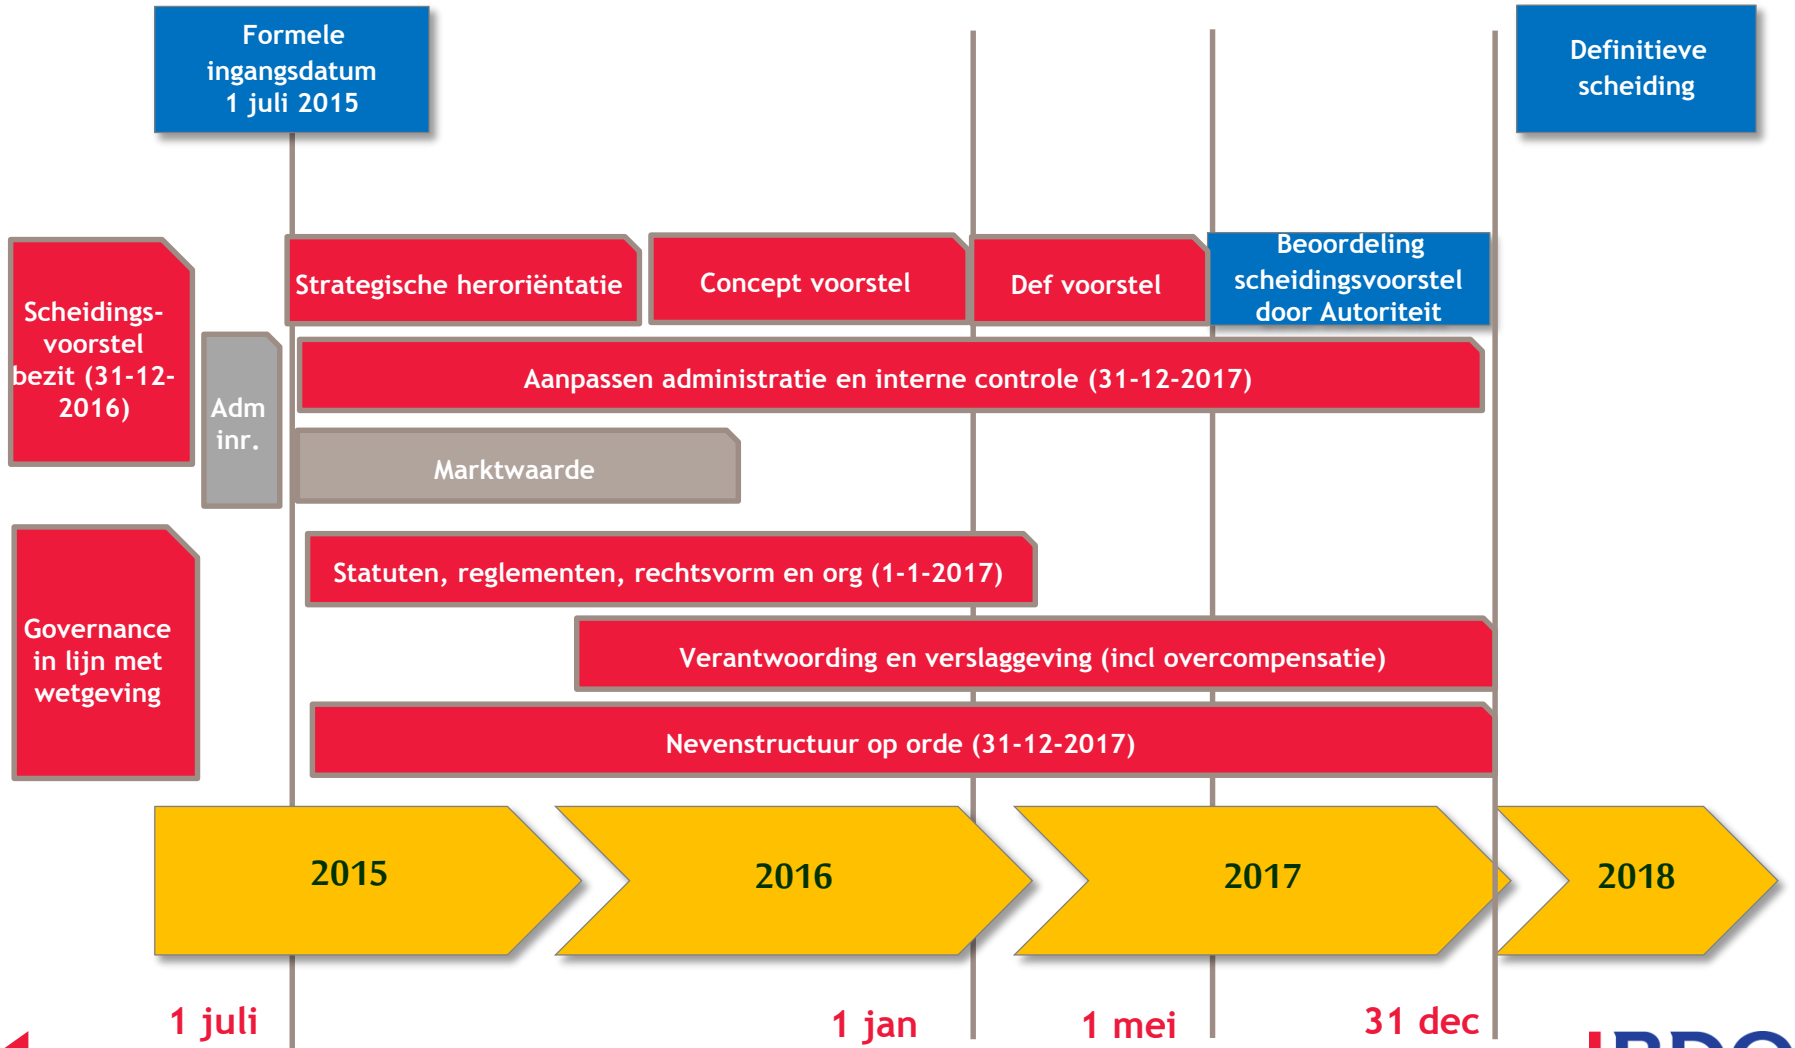 Formele
ingangsdatum
1 juli 2015
Definitieve
scheiding
Scheidings-
voorstel
bezit (31-12-
2016)
Adm
inr.
Strategische heroriëntatie
Concept voorstel
Def voorstel
Beoordeling
scheidingsvoorstel
door Autoriteit
Aanpassen administratie en interne controle (31-12-2017)
Marktwaarde
Governance
in lijn met
wetgeving
Statuten, reglementen, rechtsvorm en org (1-1-2017)
Verantwoording en verslaggeving (incl overcompensatie)
Nevenstructuur op orde (31-12-2017)
2015
2016
2017
2018
1 juli
1 jan
1 mei
31 dec
BDO